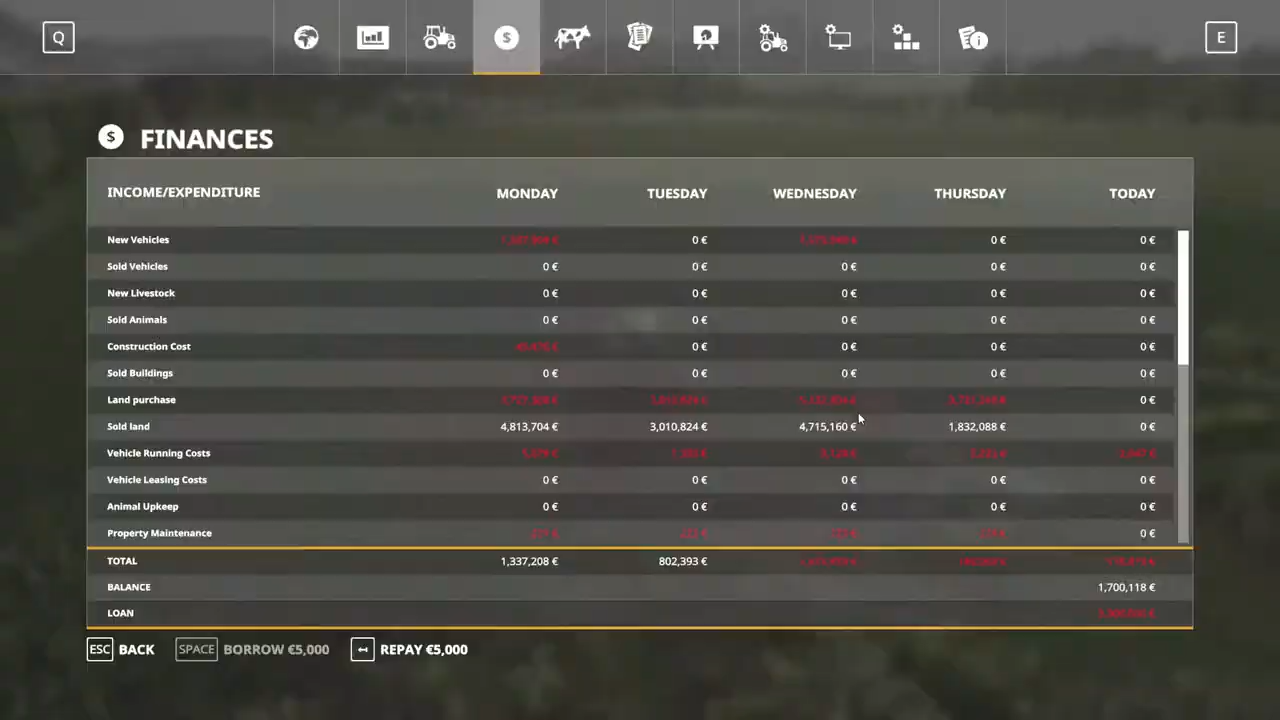 Q
$
E
$ FINANCES
INCOME/EXPENDITURE MONDAY TUESDAY WEDNESDAY THURSDAY TODAY
New Vehicles 0 € 0 € 0 €
Sold Vehicles 0 € 0 € 0 € 0 € 0 €
New Livestock 0 € 0 € 0 € 0 € 0 €
Sold Animals 0 € 0 € 0 € 0 € 0 €
Construction Cost 0 € 0 € 0 € 0 €
Sold Buildings 0 € 0 € 0 € 0 € 0 €
Land purchase 0 €
Sold land 4,813,704 € 3,010,824 € 4,715,160 € 1,832,088 € 0 €
Vehicle Running Costs
Vehicle Leasing Costs 0 € 0 € 0 € 0 € 0 €
Animal Upkeep 0 € 0 € 0 € 0 € 0 €
Property Maintenance 0 €
TOTAL 1,337,208 € 802,393 €
BALANCE 1,700,118 €
LOAN
ESC BACK SPACE BORROW €5,000 ↔ REPAY €5,000